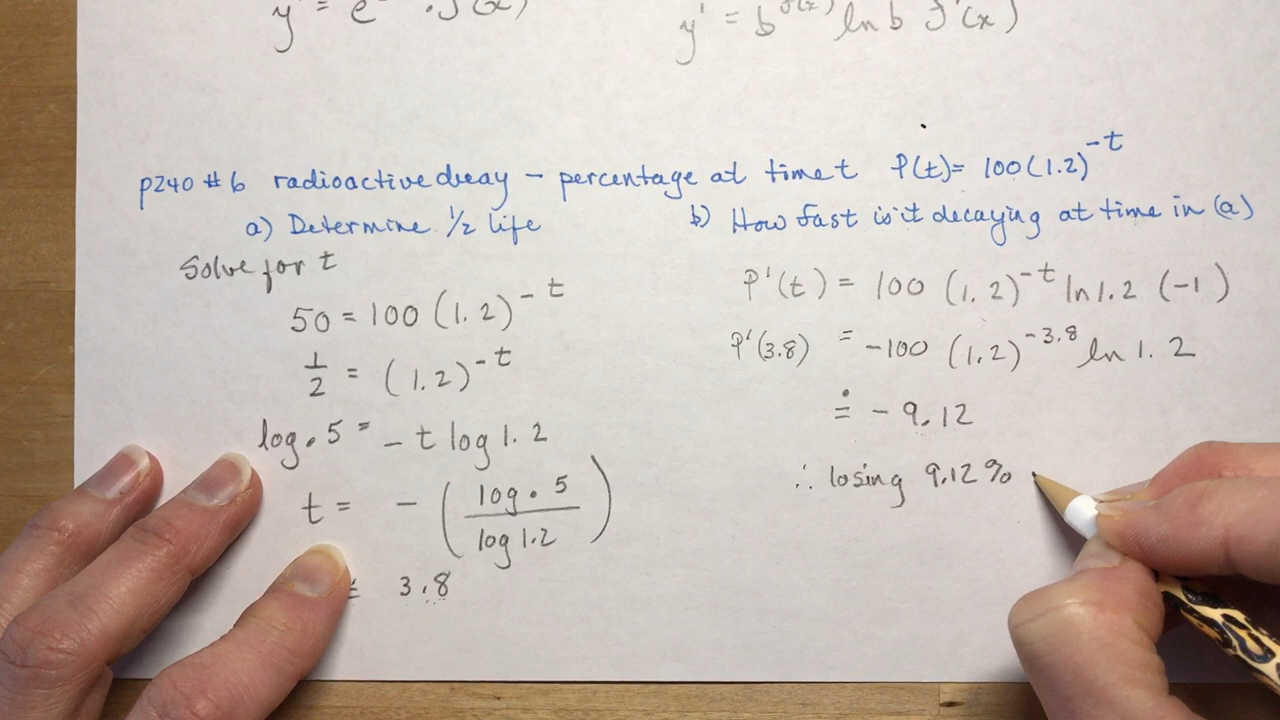 y' = e · f'(x)
y' = b^f(x) ln b f'(x)
p240 #6 radioactive decay – percentage at time t P(t) = 100(1.2)^-t
a) Determine ½ life
Solve for t
50 = 100 (1.2)^-t
1/2 = (1.2)^-t
log .5 = - t log 1.2
t = - (log .5 / log 1.2)
≐ 3.8
b) How fast is it decaying at time in (a)
P'(t) = 100 (1.2)^-t ln 1.2 (-1)
P'(3.8) = -100 (1.2)^-3.8 ln 1.2
≐ - 9.12
∴ losing 9.12%